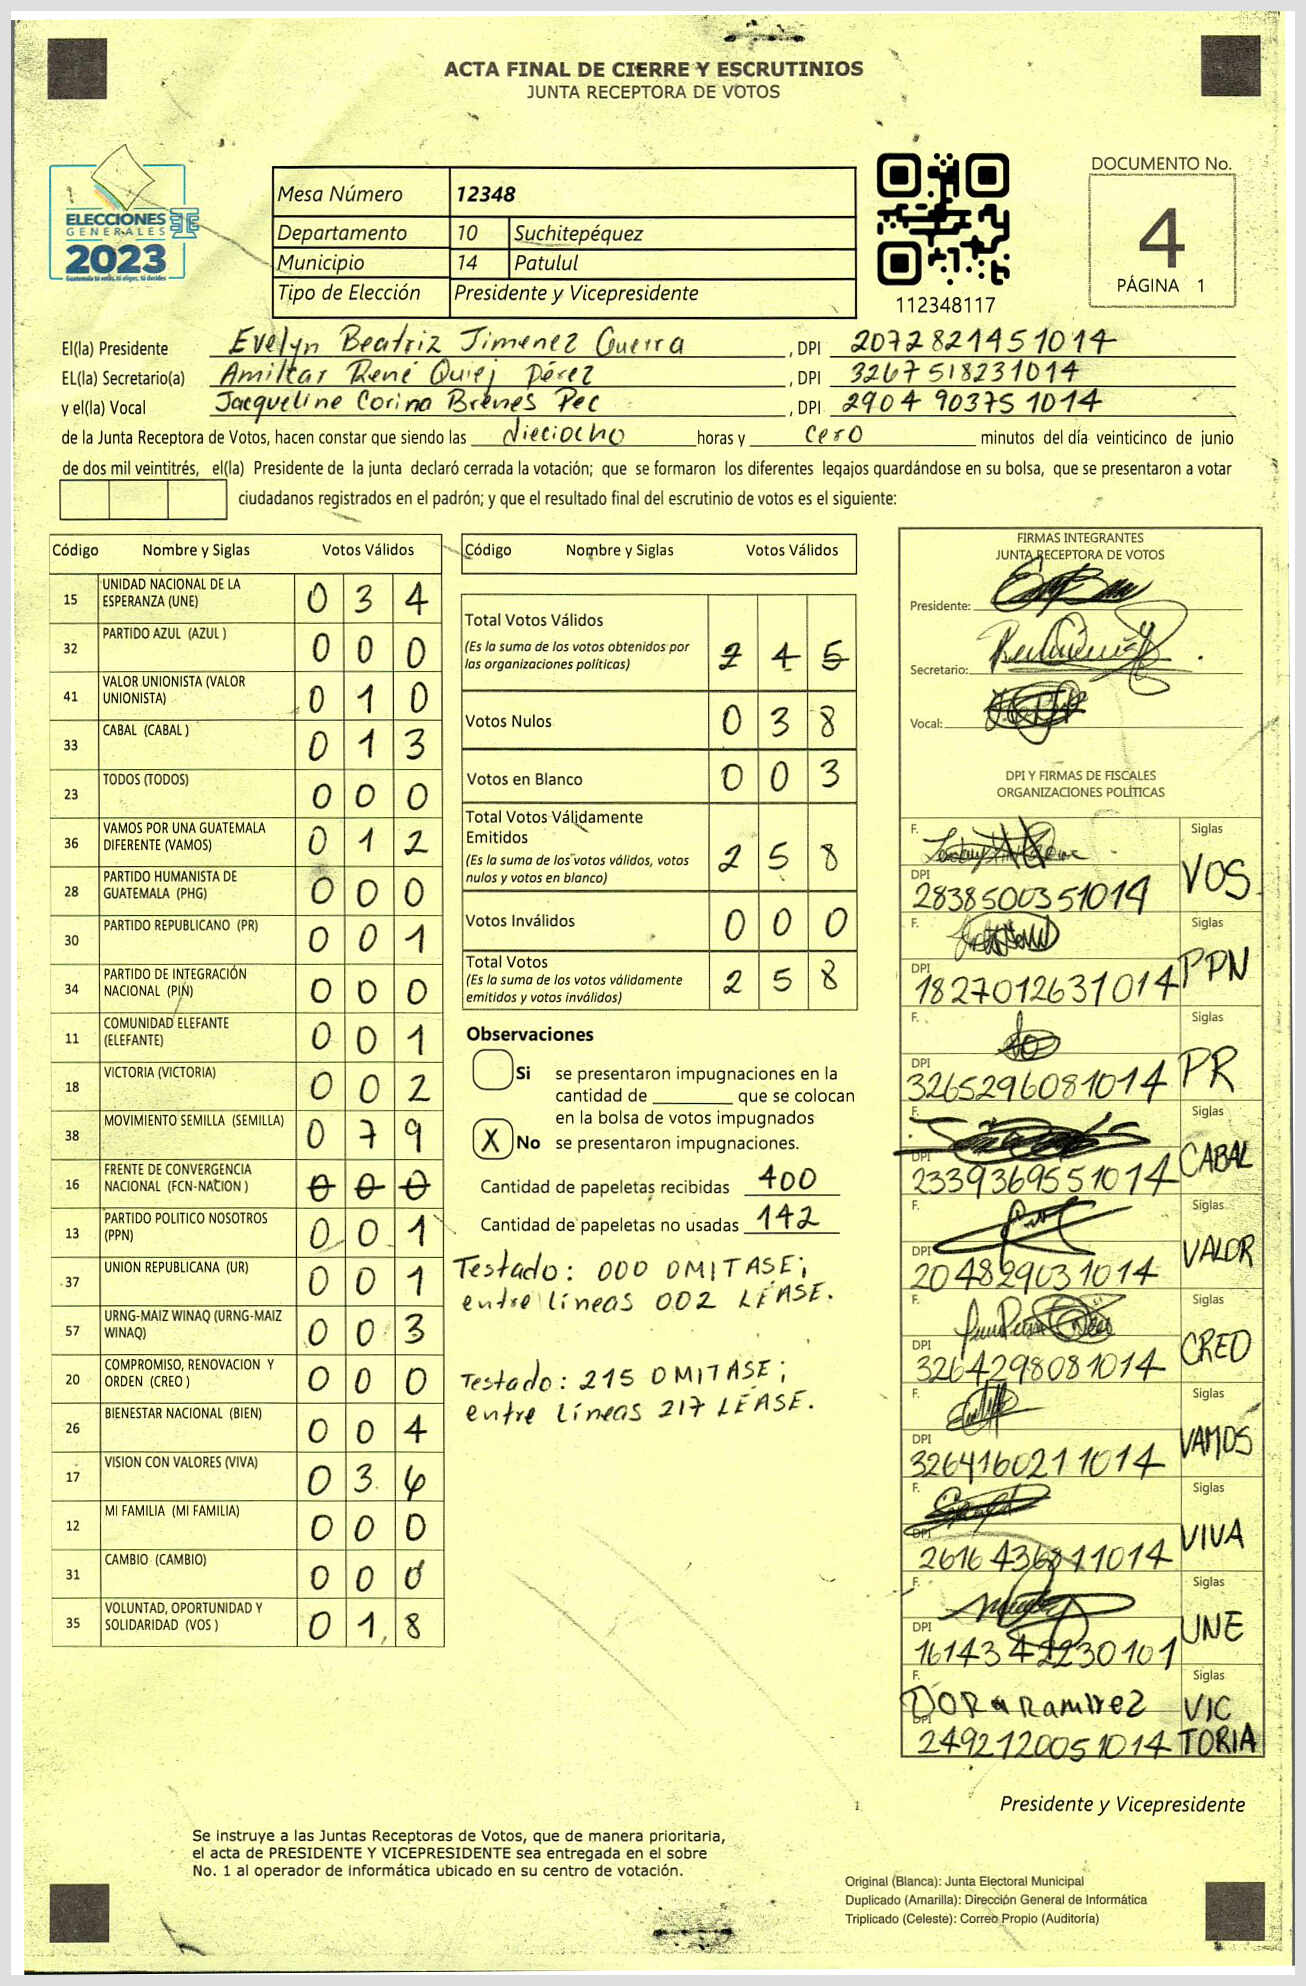 ACTA FINAL DE CIERRE Y ESCRUTINIOS
JUNTA RECEPTORA DE VOTOS
ELECCIONES
GENERALES
2023
Guatemala tú votas, tú eliges, tú decides
Mesa Número 12348
Departamento 10 Suchitepéquez
Municipio 14 Patulul
Tipo de Elección Presidente y Vicepresidente
112348117
DOCUMENTO No.
4
PÁGINA 1
El(la) Presidente Evelyn Beatriz Jimenez Guerra , DPI 2072821451014
EL(la) Secretario(a) Amilcar René Quiej Pérez , DPI 3267518231014
y el(la) Vocal Jacqueline Corina Brenes Pec , DPI 2904903751014
de la Junta Receptora de Votos, hacen constar que siendo las dieciocho horas y cero minutos del día veinticinco de junio
de dos mil veintitrés, el(la) Presidente de la junta declaró cerrada la votación; que se formaron los diferentes legajos guardándose en su bolsa, que se presentaron a votar
ciudadanos registrados en el padrón; y que el resultado final del escrutinio de votos es el siguiente:
Código Nombre y Siglas Votos Válidos
15 UNIDAD NACIONAL DE LA ESPERANZA (UNE) 0 3 4
32 PARTIDO AZUL (AZUL ) 0 0 0
41 VALOR UNIONISTA (VALOR UNIONISTA) 0 1 0
33 CABAL (CABAL ) 0 1 3
23 TODOS (TODOS) 0 0 0
36 VAMOS POR UNA GUATEMALA DIFERENTE (VAMOS) 0 1 2
28 PARTIDO HUMANISTA DE GUATEMALA (PHG) 0 0 0
30 PARTIDO REPUBLICANO (PR) 0 0 1
34 PARTIDO DE INTEGRACIÓN NACIONAL (PIN) 0 0 0
11 COMUNIDAD ELEFANTE (ELEFANTE) 0 0 1
18 VICTORIA (VICTORIA) 0 0 2
38 MOVIMIENTO SEMILLA (SEMILLA) 0 7 9
16 FRENTE DE CONVERGENCIA NACIONAL (FCN-NACION ) 0 0 0
13 PARTIDO POLITICO NOSOTROS (PPN) 0 0 1
37 UNION REPUBLICANA (UR) 0 0 1
57 URNG-MAIZ WINAQ (URNG-MAIZ WINAQ) 0 0 3
20 COMPROMISO, RENOVACION Y ORDEN (CREO ) 0 0 0
26 BIENESTAR NACIONAL (BIEN) 0 0 4
17 VISION CON VALORES (VIVA) 0 3 6
12 MI FAMILIA (MI FAMILIA) 0 0 0
31 CAMBIO (CAMBIO) 0 0 0
35 VOLUNTAD, OPORTUNIDAD Y SOLIDARIDAD (VOS ) 0 1 8
Código Nombre y Siglas Votos Válidos
Total Votos Válidos
(Es la suma de los votos obtenidos por las organizaciones políticas) 2 4 5
Votos Nulos 0 3 8
Votos en Blanco 0 0 3
Total Votos Válidamente Emitidos
(Es la suma de los votos válidos, votos nulos y votos en blanco) 2 5 8
Votos Inválidos 0 0 0
Total Votos
(Es la suma de los votos válidamente emitidos y votos inválidos) 2 5 8
Observaciones
Si se presentaron impugnaciones en la
cantidad de ________ que se colocan
en la bolsa de votos impugnados
X No se presentaron impugnaciones.
Cantidad de papeletas recibidas 400
Cantidad de papeletas no usadas 142
Testado: 000 OMITASE;
entre líneas 002 LÉASE.
Testado: 215 OMITASE;
entre líneas 217 LÉASE.
FIRMAS INTEGRANTES
JUNTA RECEPTORA DE VOTOS
Presidente:
Secretario:
Vocal:
DPI Y FIRMAS DE FISCALES
ORGANIZACIONES POLÍTICAS
F. Siglas
DPI 2838500351014 VOS
F. Siglas
DPI 1827012631014 PPN
F. Siglas
DPI 3265296081014 PR
F. Siglas
DPI 2339369551014 CABAL
F. Siglas
DPI 204829031014 VALOR
F. Siglas
DPI 3264298081014 CREO
F. Siglas
DPI 3264160211014 VAMOS
F. Siglas
DPI 2616436811014 VIVA
F. Siglas
DPI 1614342230101 UNE
F. Dora Ramirez Siglas
DPI 2492120051014 VICTORIA
Presidente y Vicepresidente
Se instruye a las Juntas Receptoras de Votos, que de manera prioritaria,
el acta de PRESIDENTE Y VICEPRESIDENTE sea entregada en el sobre
No. 1 al operador de informática ubicado en su centro de votación.
Original (Blanca): Junta Electoral Municipal
Duplicado (Amarilla): Dirección General de Informática
Triplicado (Celeste): Correo Propio (Auditoría)